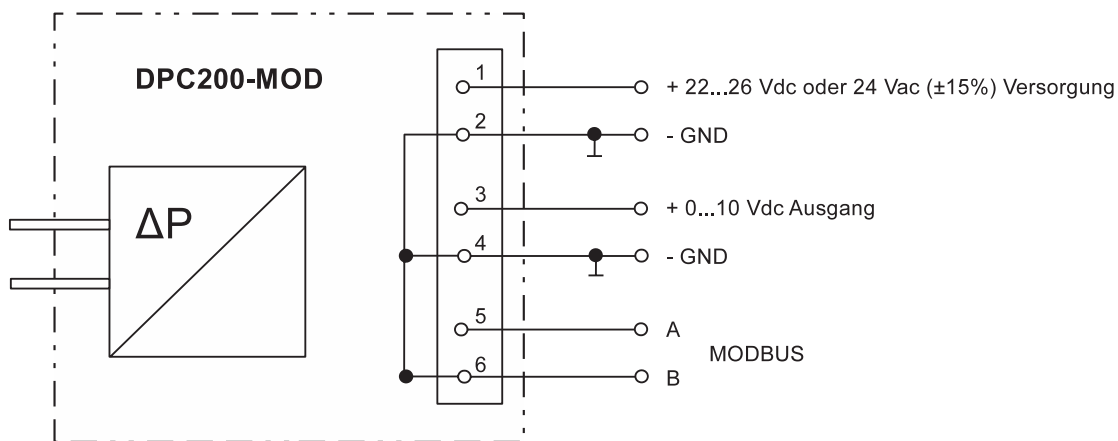 DPC200-MOD
1
+ 22...26 Vdc oder 24 Vac (±15%) Versorgung
2
- GND
ΔP
3
+ 0...10 Vdc Ausgang
4
- GND
5
A
MODBUS
6
B